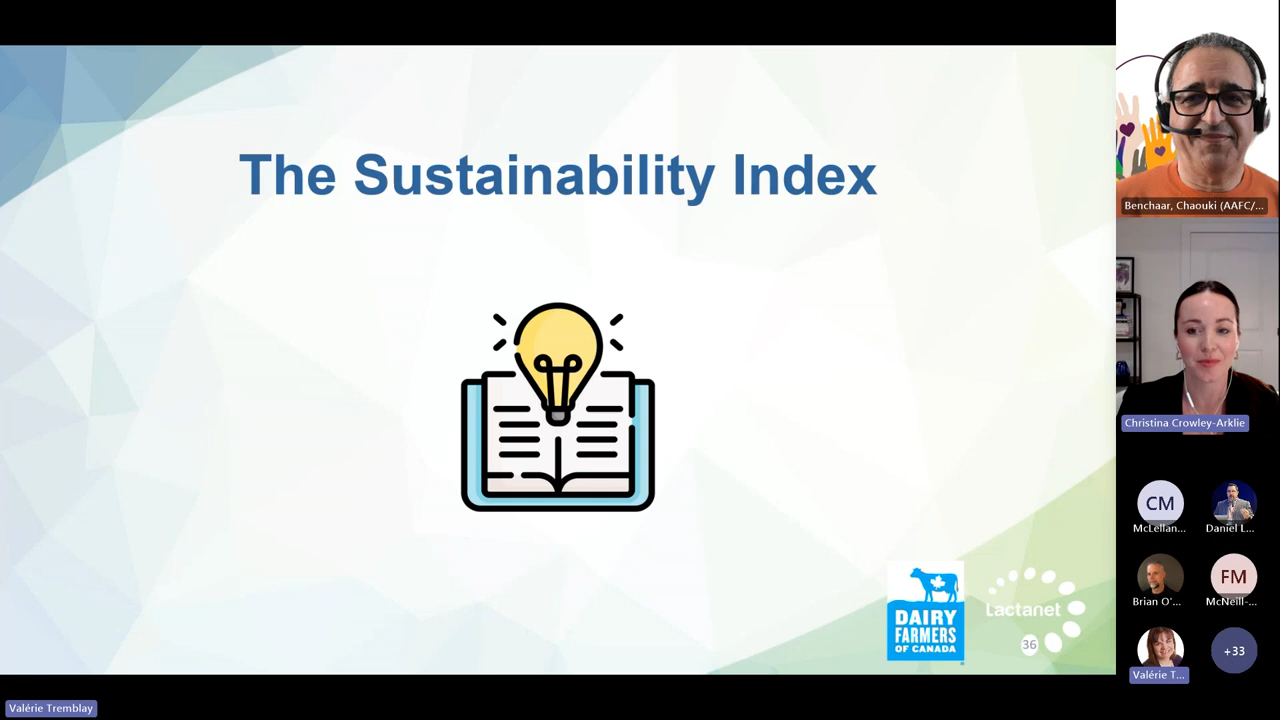 The Sustainability Index
DAIRY
FARMERS
OF CANADA
Lactanet
36
Valérie Tremblay
Benchaar, Chaouki (AAFC/...
Christina Crowley-Arklie
CM
McLellan...
Daniel L...
Brian O'...
FM
McNeill-...
Valérie T...
+33